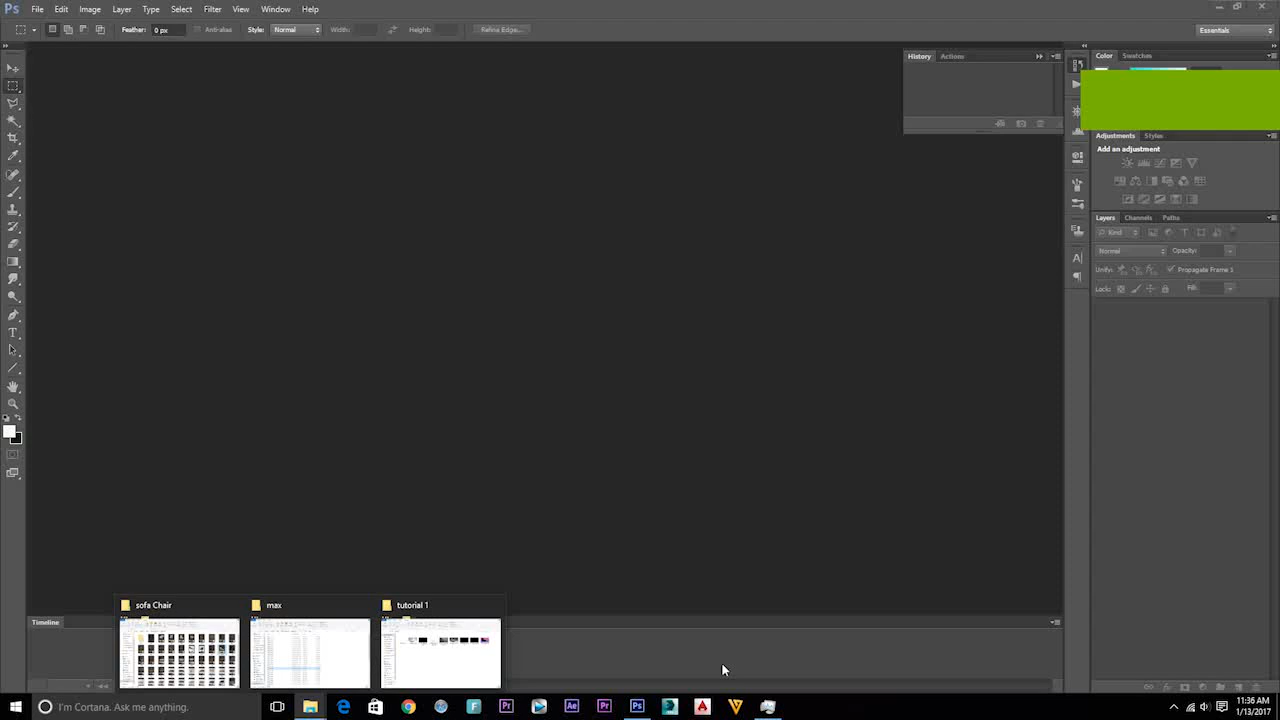 Ps File Edit Image Layer Type Select Filter View Window Help
Feather: 0 px Anti-alias Style: Normal Width: Height: Refine Edge... Essentials
History Actions
Color Swatches
Adjustments Styles
Add an adjustment
Layers Channels Paths
Kind
Normal Opacity:
Unify: Propagate Frame 1
Lock: Fill:
sofa Chair max tutorial 1
Timeline
I'm Cortana. Ask me anything.
11:36 AM
1/13/2017